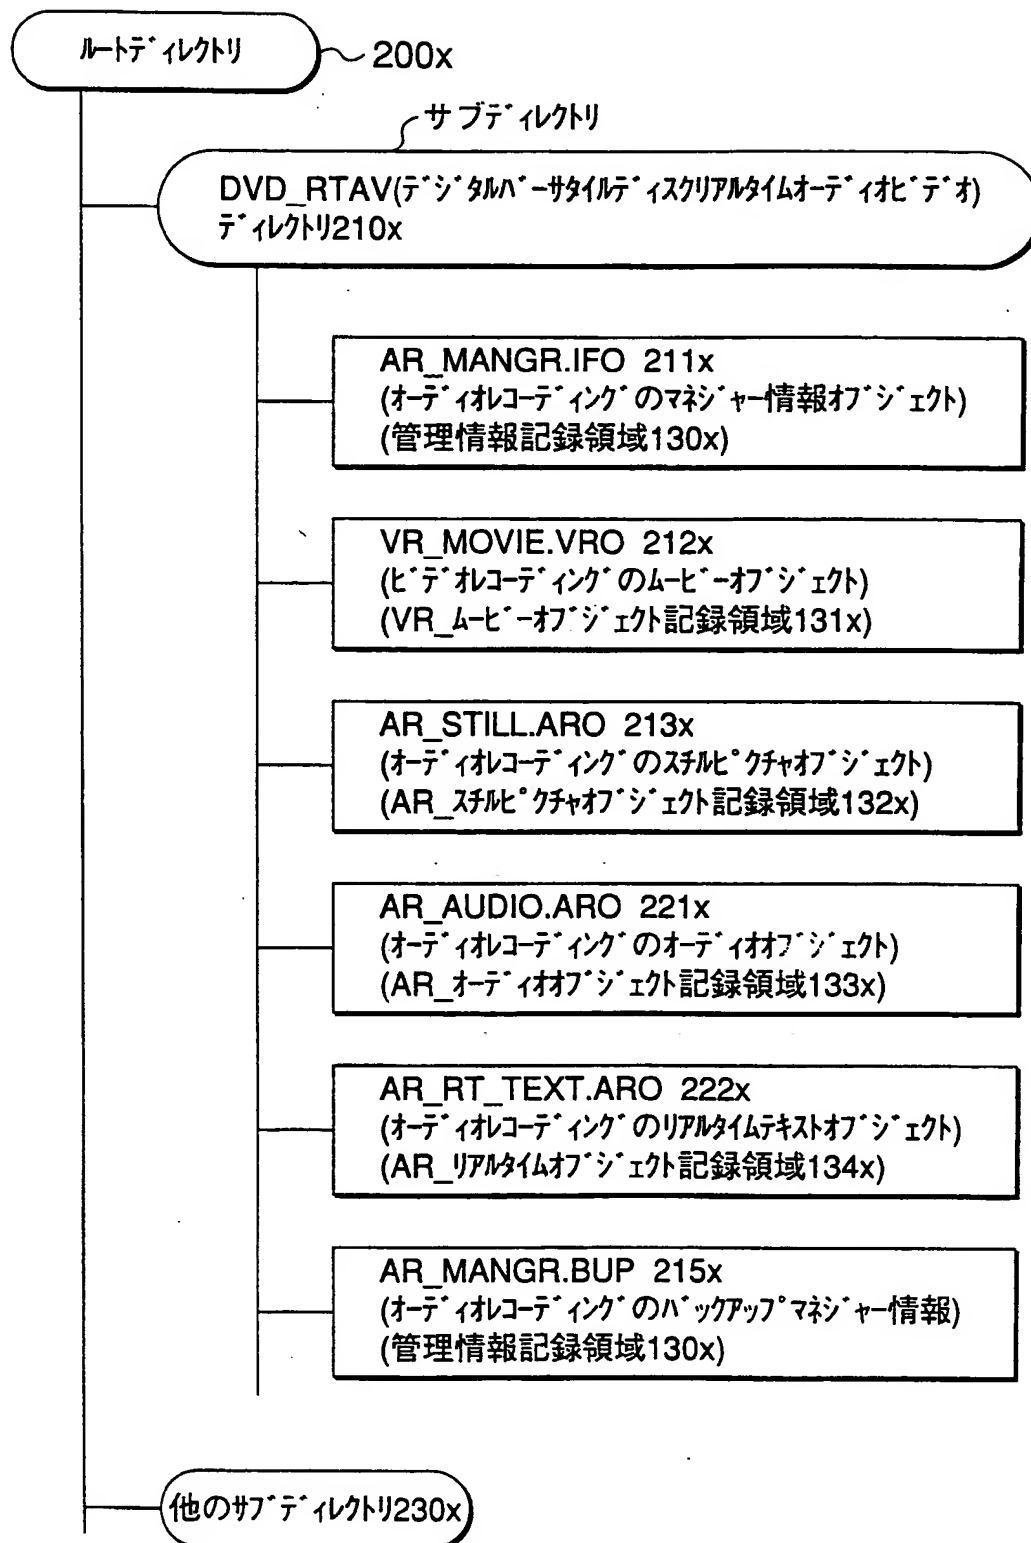 ルートディレクトリ
200x
サブディレクトリ
DVD_RTAV(デジタルバーサタイルディスクリアルタイムオーディオビデオ)
ディレクトリ210x
AR_MANGR.IFO 211x
(オーディオレコーディングのマネジャー情報オブジェクト)
(管理情報記録領域130x)
VR_MOVIE.VRO 212x
(ビデオレコーディングのムービーオブジェクト)
(VR_ムービーオブジェクト記録領域131x)
AR_STILL.ARO 213x
(オーディオレコーディングのスチルピクチャオブジェクト)
(AR_スチルピクチャオブジェクト記録領域132x)
AR_AUDIO.ARO 221x
(オーディオレコーディングのオーディオオブジェクト)
(AR_オーディオオブジェクト記録領域133x)
AR_RT_TEXT.ARO 222x
(オーディオレコーディングのリアルタイムテキストオブジェクト)
(AR_リアルタイムオブジェクト記録領域134x)
AR_MANGR.BUP 215x
(オーディオレコーディングのバックアップマネジャー情報)
(管理情報記録領域130x)
他のサブディレクトリ230x